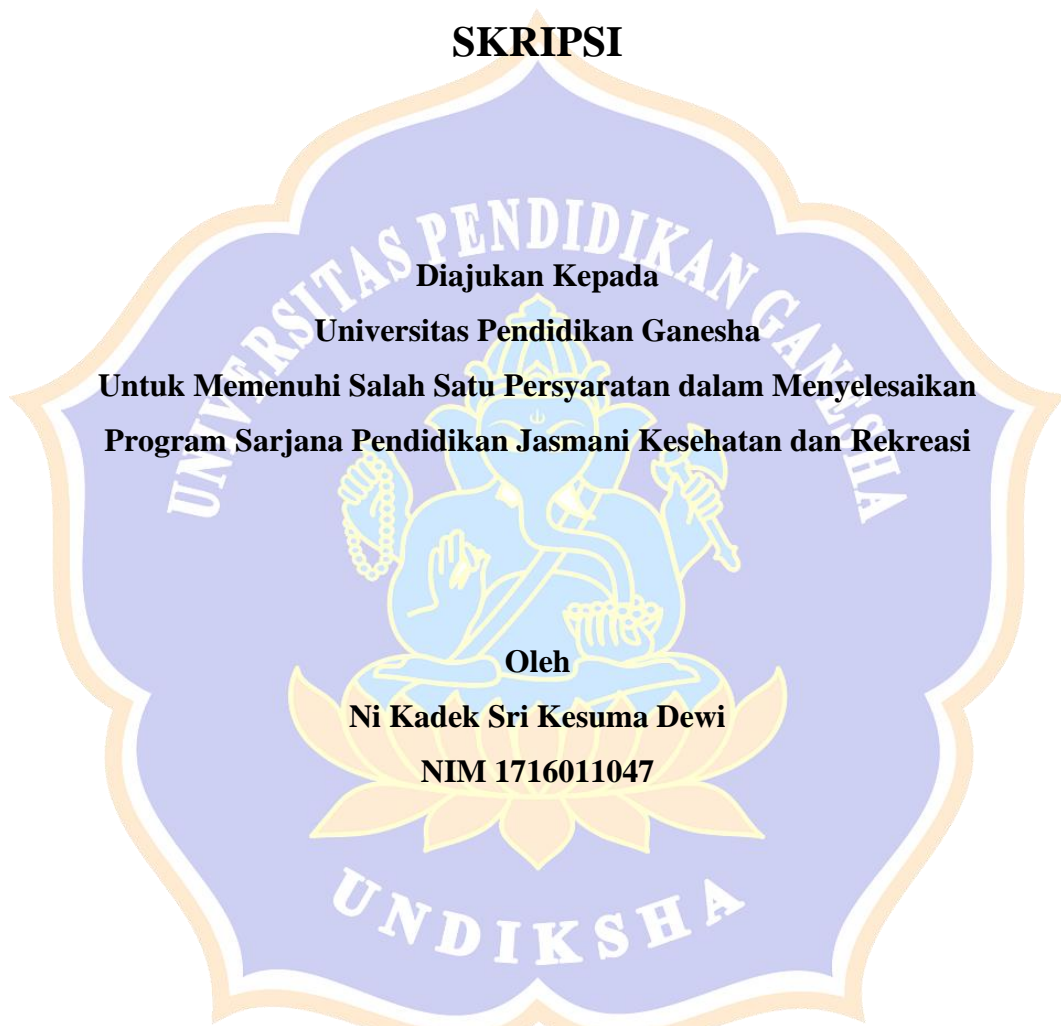 SKRIPSI
UNIVERSITAS PENDIDIKAN GANESHA
Diajukan Kepada
Universitas Pendidikan Ganesha
Untuk Memenuhi Salah Satu Persyaratan dalam Menyelesaikan
Program Sarjana Pendidikan Jasmani Kesehatan dan Rekreasi
Oleh
Ni Kadek Sri Kesuma Dewi
NIM 1716011047
UNDIKSHA